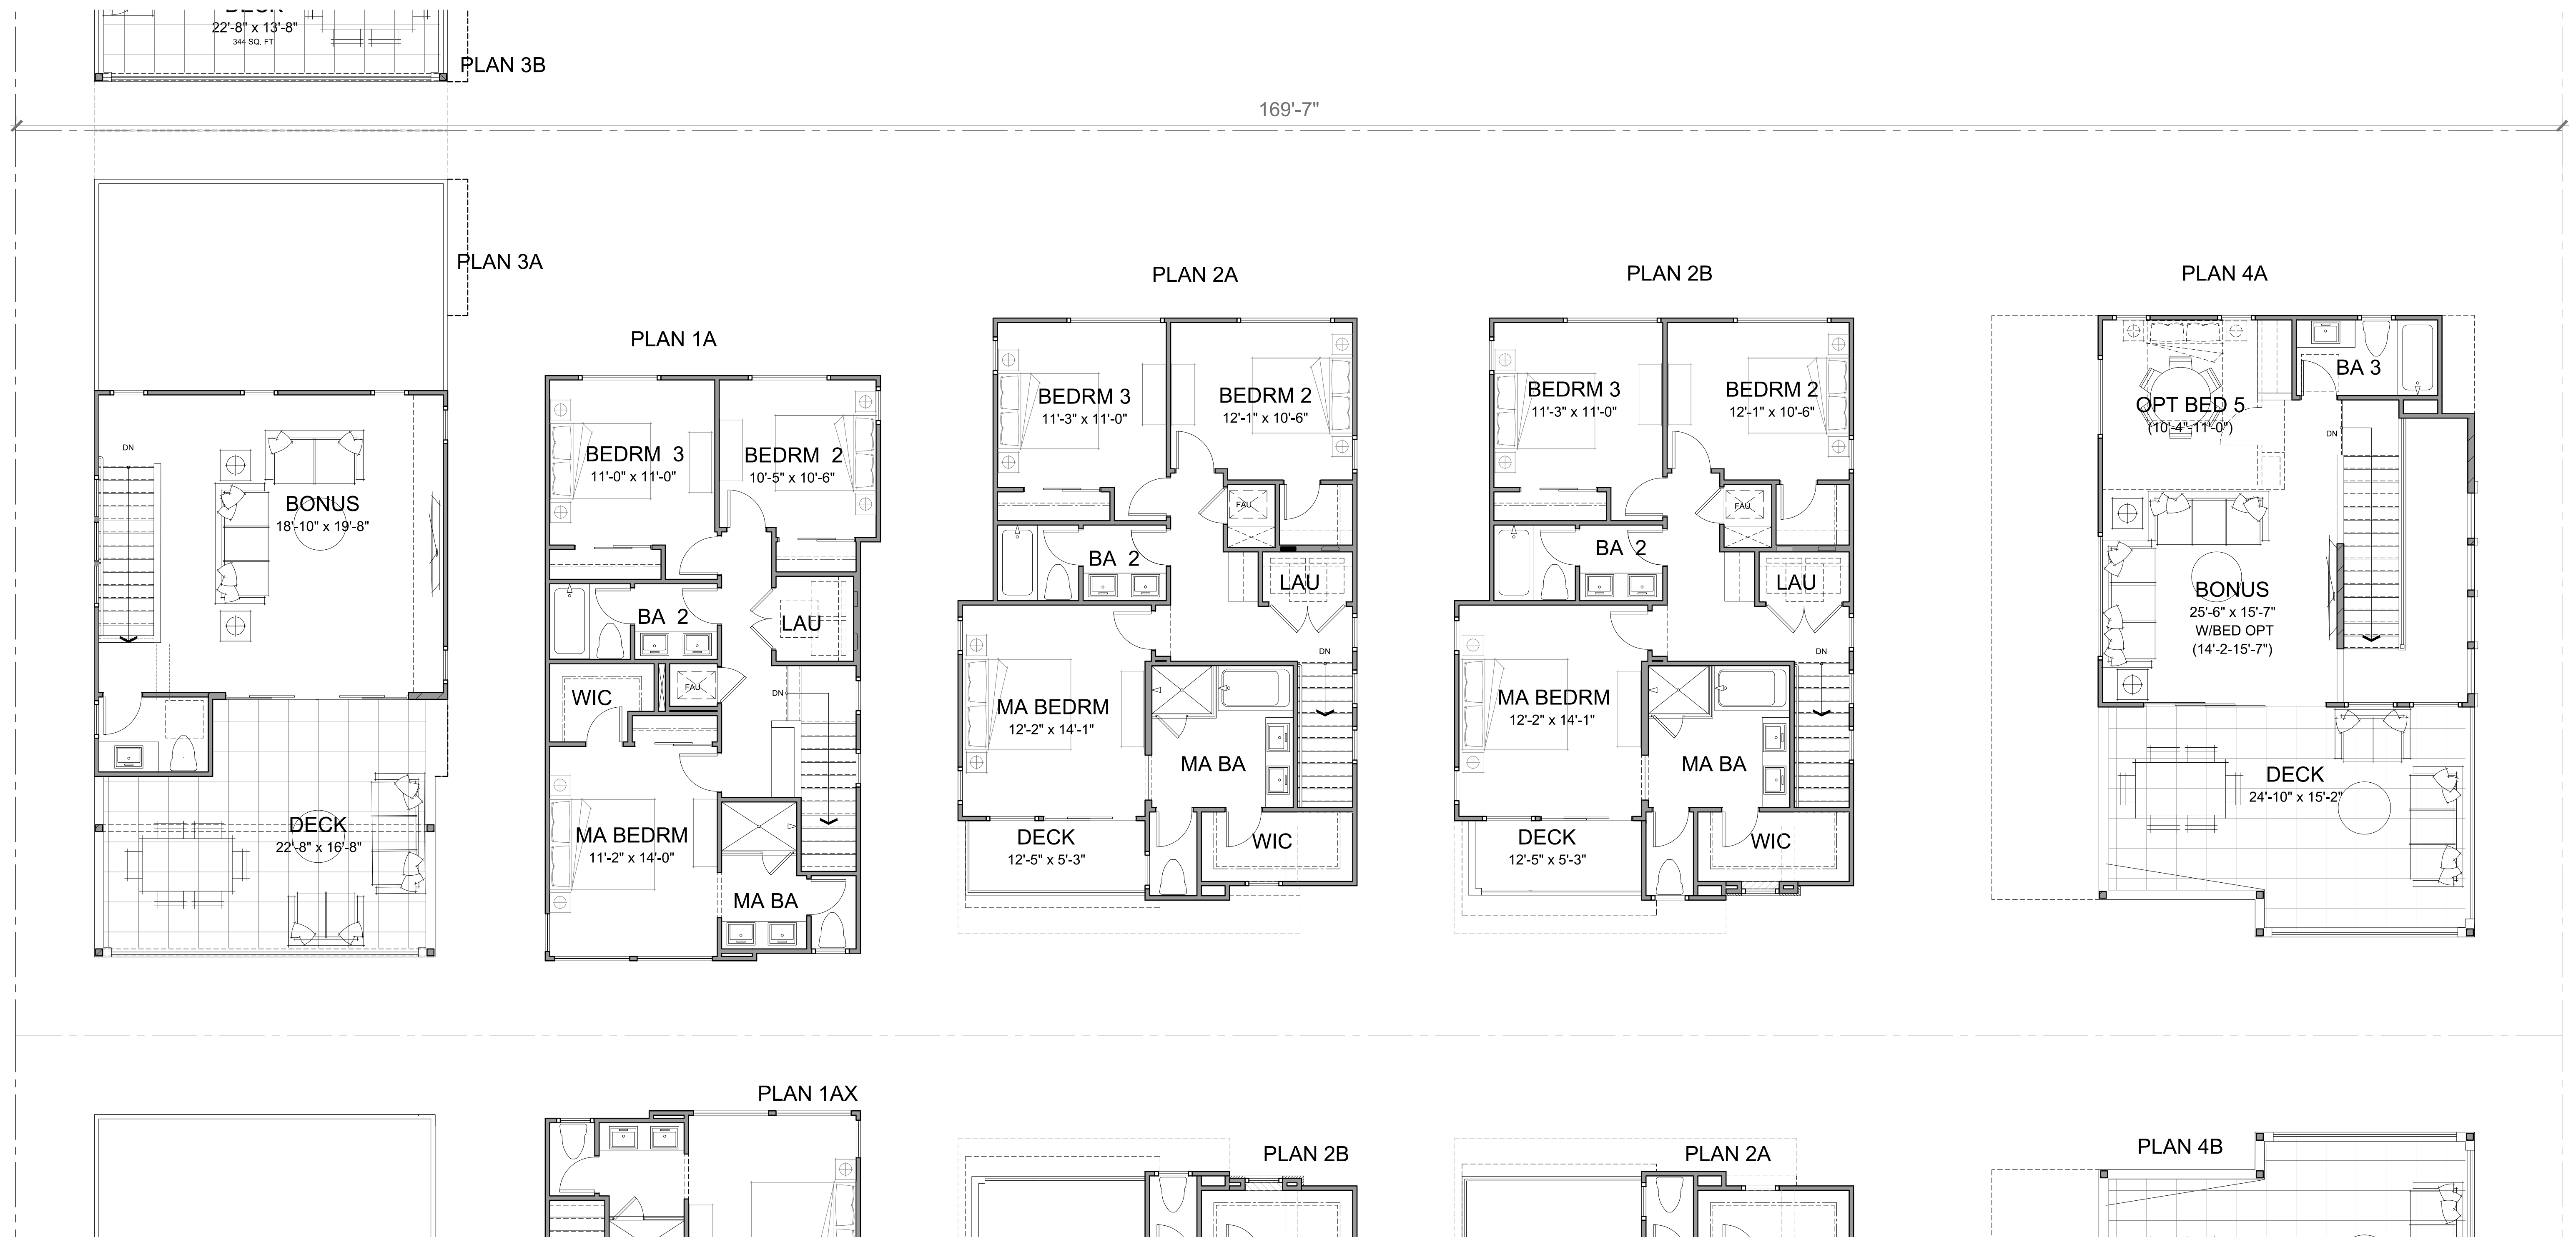 DECK
22'-8" x 13'-8"
344 SQ. FT.
PLAN 3B
169'-7"
PLAN 3A
DN
BONUS
18'-10" x 19'-8"
DECK
22'-8" x 16'-8"
PLAN 1A
BEDRM 3
11'-0" x 11'-0"
BEDRM 2
10'-5" x 10'-6"
BA 2
LAU
WIC
FAU
DN
MA BEDRM
11'-2" x 14'-0"
MA BA
PLAN 2A
BEDRM 3
11'-3" x 11'-0"
BEDRM 2
12'-1" x 10'-6"
FAU
BA 2
LAU
DN
MA BEDRM
12'-2" x 14'-1"
MA BA
DECK
12'-5" x 5'-3"
WIC
PLAN 2B
BEDRM 3
11'-3" x 11'-0"
BEDRM 2
12'-1" x 10'-6"
FAU
BA 2
LAU
DN
MA BEDRM
12'-2" x 14'-1"
MA BA
DECK
12'-5" x 5'-3"
WIC
PLAN 4A
BA 3
OPT BED 5
(10'-4"-11'-0")
DN
BONUS
25'-6" x 15'-7"
W/BED OPT
(14'-2-15'-7")
DECK
24'-10" x 15'-2"
PLAN 1AX
PLAN 2B
PLAN 2A
PLAN 4B